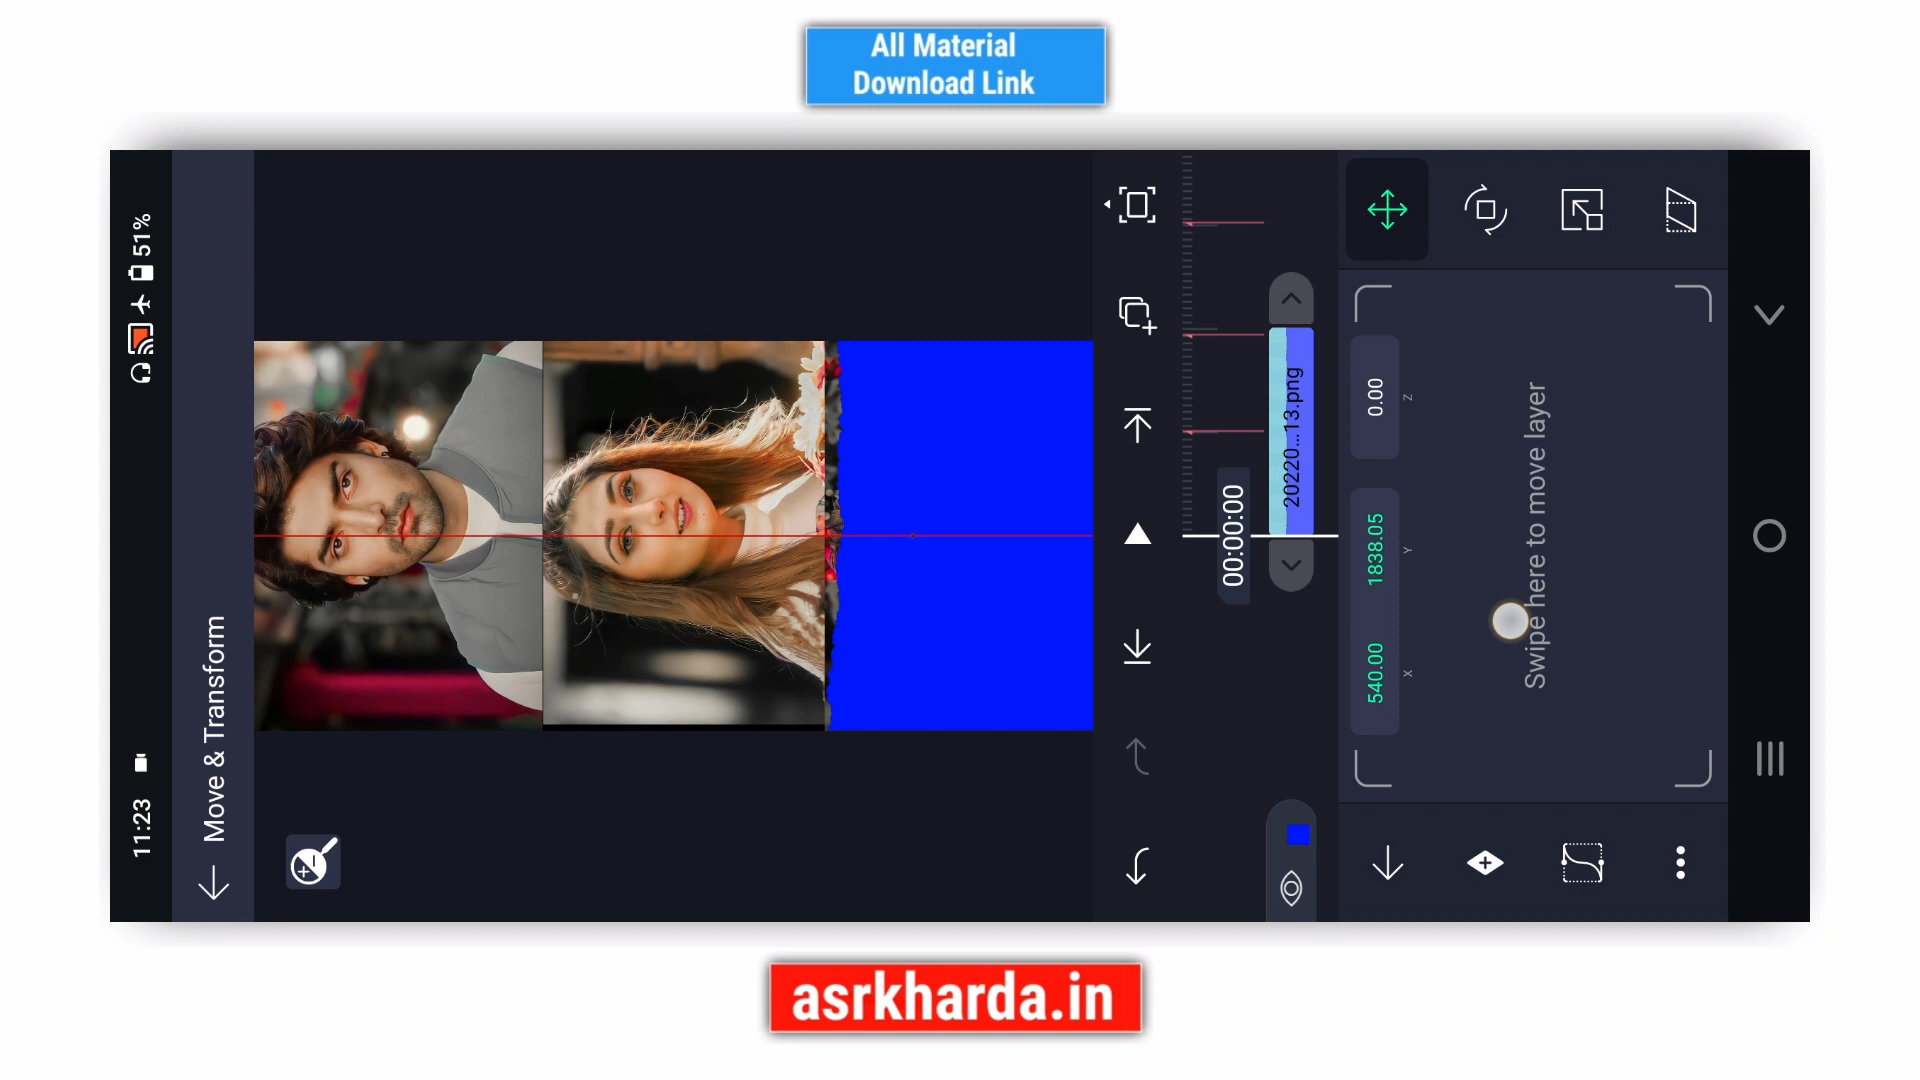 All Material
Download Link
11:23
51%
Move & Transform
00:00:00
20220...13.png
540.00
X
1838.05
Y
0.00
Z
Swipe here to move layer
asrkharda.in